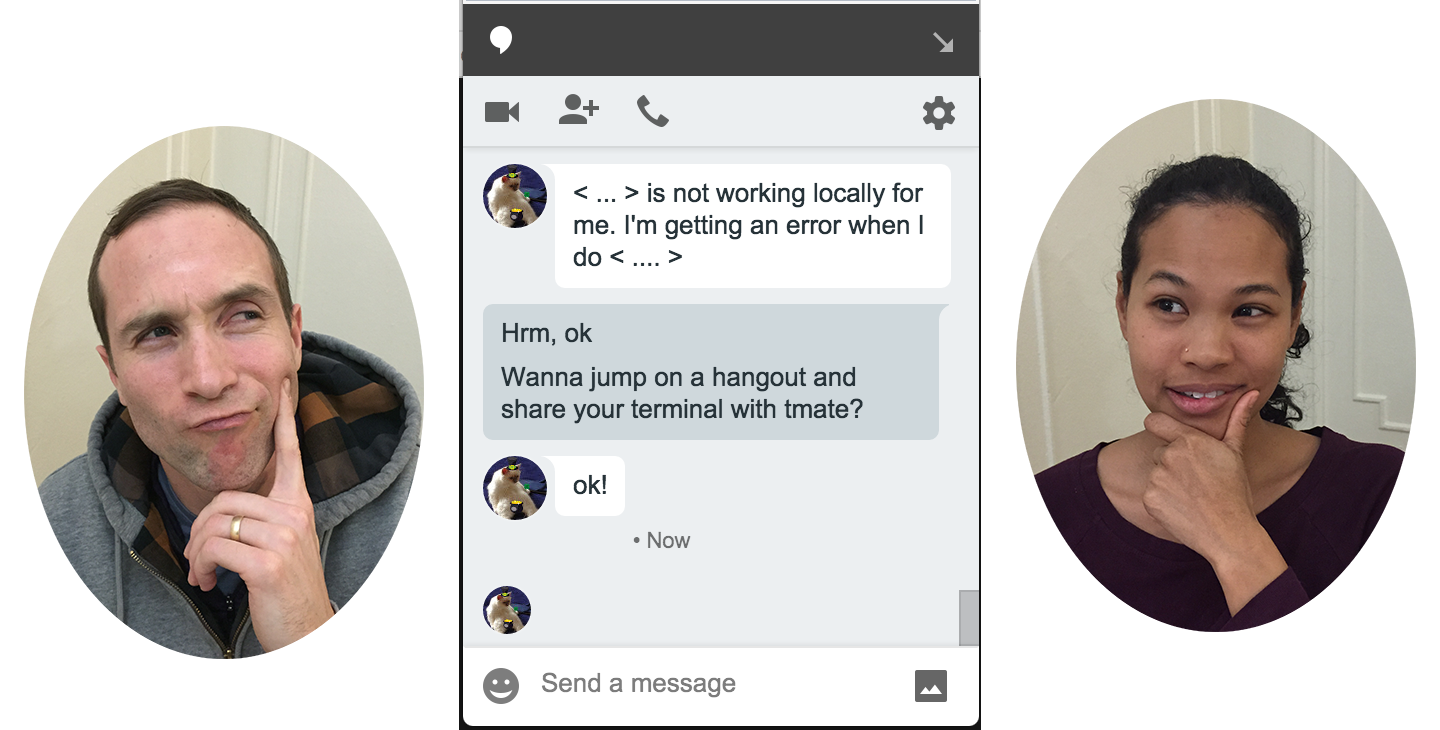 < ... > is not working locally for
me. I'm getting an error when I
do < .... >
Hrm, ok
Wanna jump on a hangout and
share your terminal with tmate?
ok!
• Now
Send a message